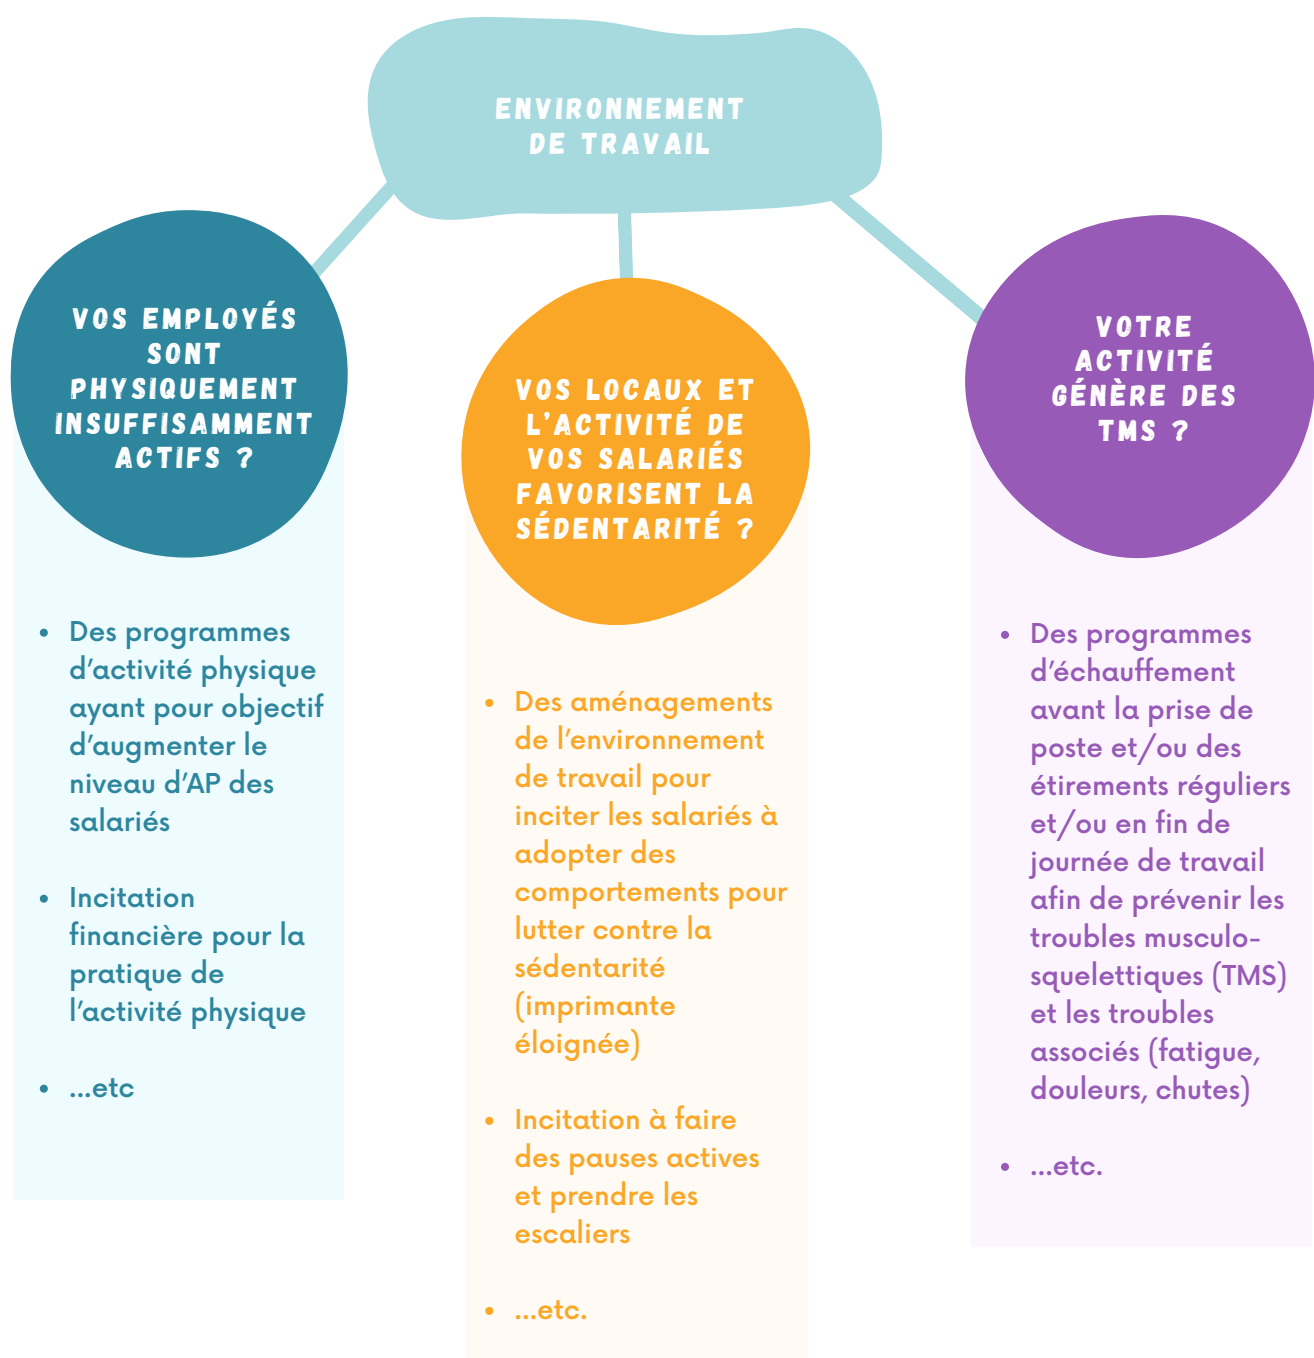 ENVIRONNEMENT
DE TRAVAIL
VOS EMPLOYÉS
SONT
PHYSIQUEMENT
INSUFFISAMMENT
ACTIFS ?
• Des programmes
d'activité physique
ayant pour objectif
d'augmenter le
niveau d'AP des
salariés
• Incitation
financière pour la
pratique de
l'activité physique
• ...etc
VOS LOCAUX ET
L'ACTIVITÉ DE
VOS SALARIÉS
FAVORISENT LA
SÉDENTARITÉ ?
• Des aménagements
de l'environnement
de travail pour
inciter les salariés à
adopter des
comportements pour
lutter contre la
sédentarité
(imprimante
éloignée)
• Incitation à faire
des pauses actives
et prendre les
escaliers
• ...etc.
VOTRE
ACTIVITÉ
GÉNÈRE DES
TMS ?
• Des programmes
d'échauffement
avant la prise de
poste et/ou des
étirements réguliers
et/ou en fin de
journée de travail
afin de prévenir les
troubles musculo-
squelettiques (TMS)
et les troubles
associés (fatigue,
douleurs, chutes)
• ...etc.